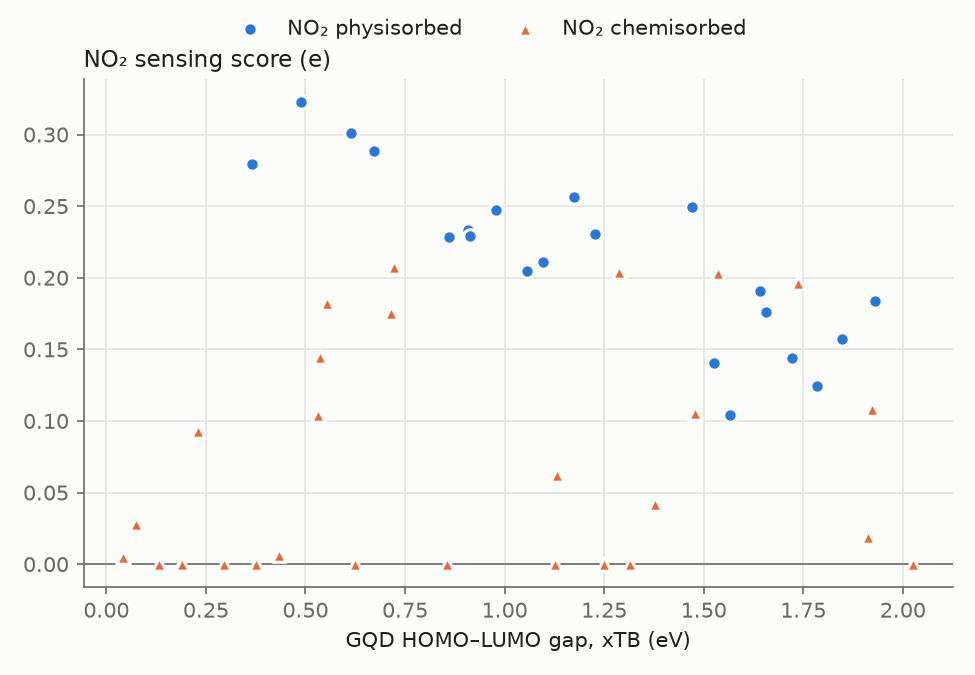 NO₂ physisorbed NO₂ chemisorbed
NO₂ sensing score (e)
0.30
0.25
0.20
0.15
0.10
0.05
0.00
0.00 0.25 0.50 0.75 1.00 1.25 1.50 1.75 2.00
GQD HOMO–LUMO gap, xTB (eV)